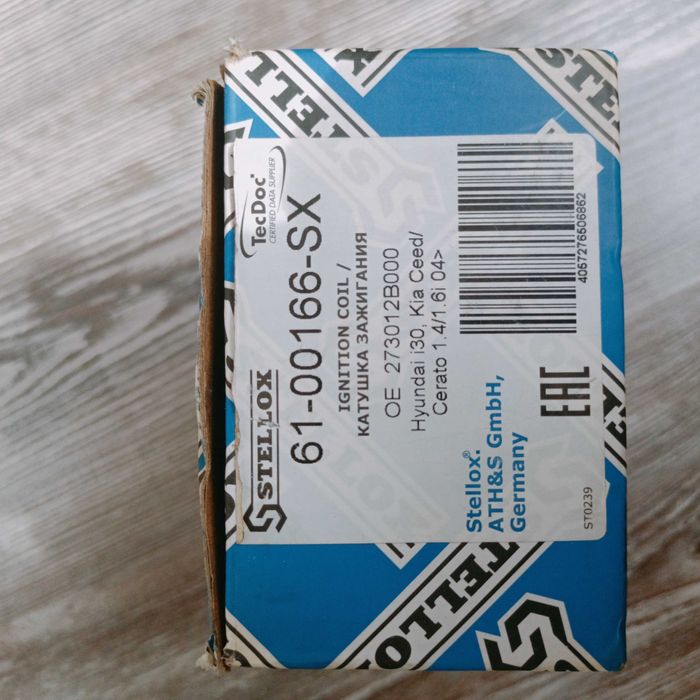 STELLOX
TecDoc
CERTIFIED DATA SUPPLIER
61-00166-SX
IGNITION COIL /
КАТУШКА ЗАЖИГАНИЯ
OE 273012B000
Hyundai i30, Kia Ceed/
Cerato 1.4/1.6i 04>
4057276506862
Stellox®
ATH&S GmbH,
Germany
EAC
ST0239
STELLOX